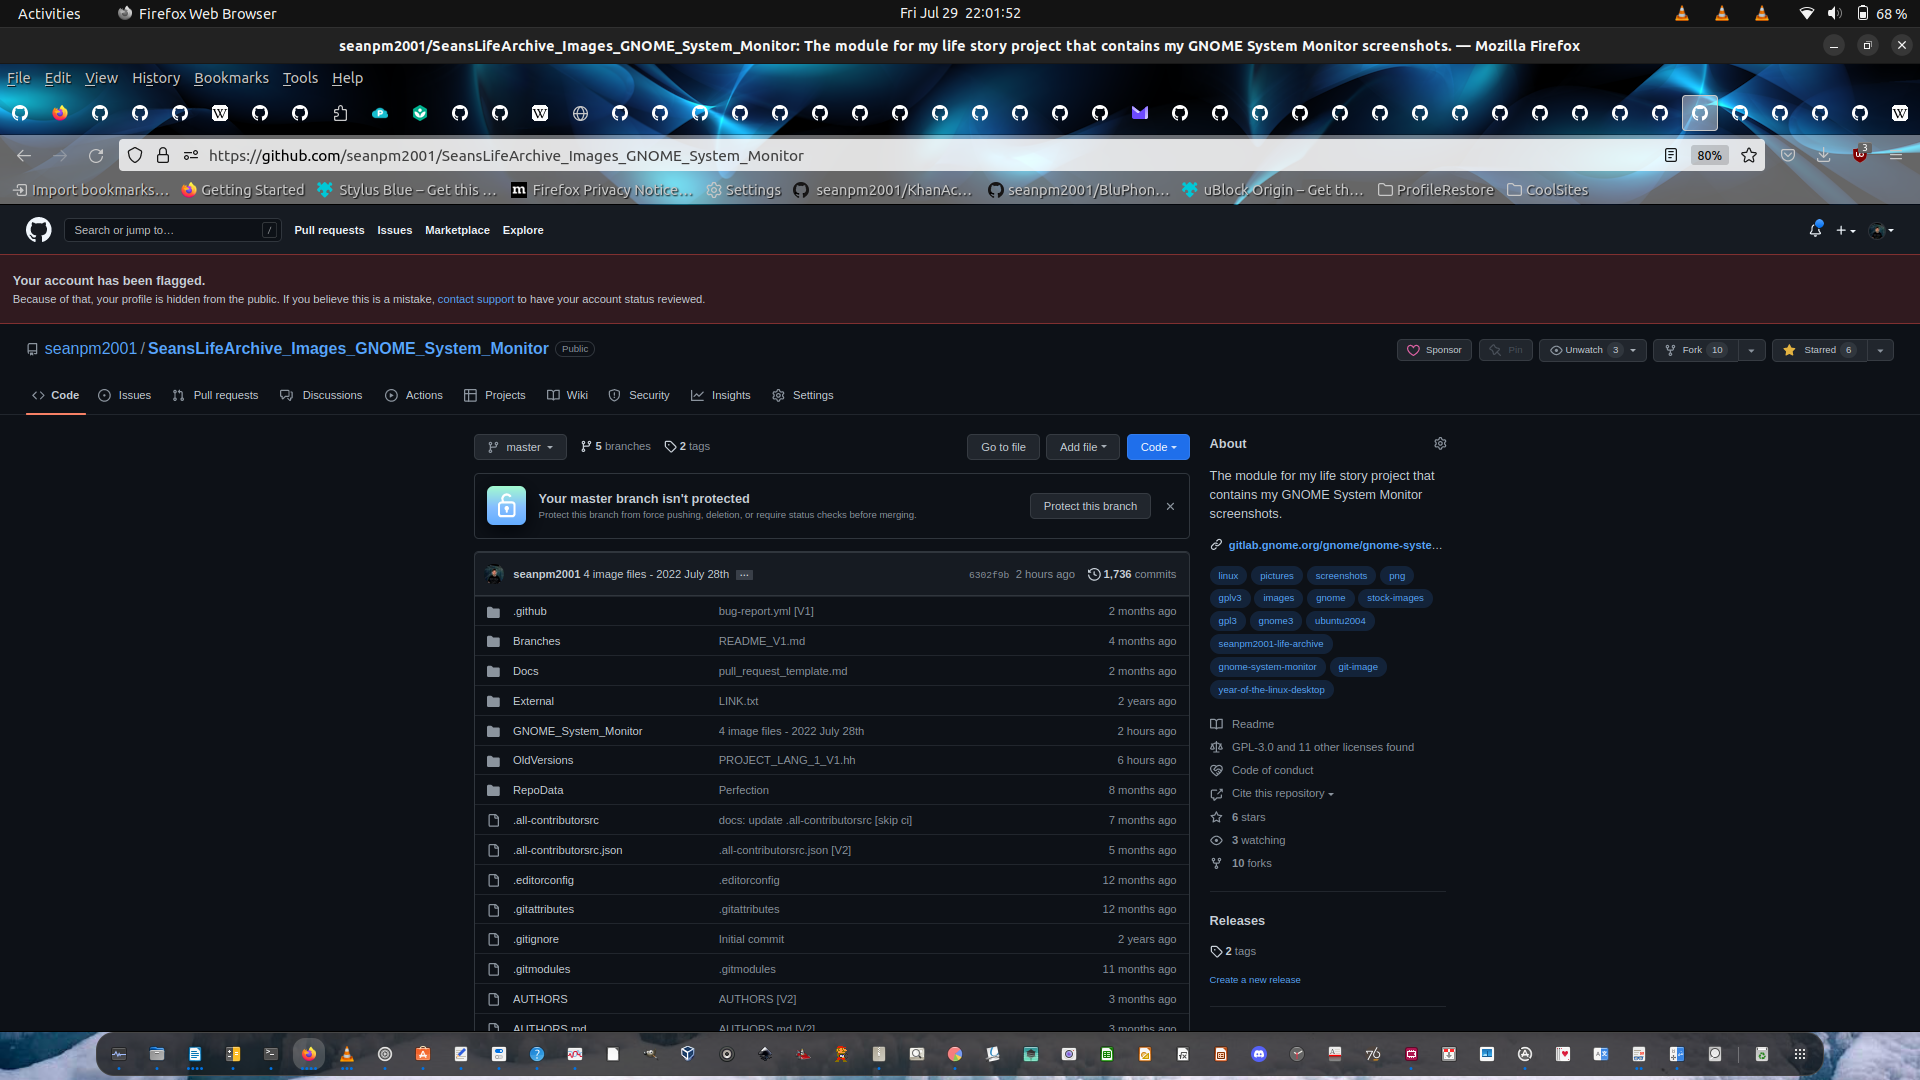 Activities Firefox Web Browser Fri Jul 29 22:01:52 68 %
seanpm2001/SeansLifeArchive_Images_GNOME_System_Monitor: The module for my life story project that contains my GNOME System Monitor screenshots. — Mozilla Firefox
File Edit View History Bookmarks Tools Help
https://github.com/seanpm2001/SeansLifeArchive_Images_GNOME_System_Monitor 80% 3
Import bookmarks… Getting Started Stylus Blue – Get this … Firefox Privacy Notice… Settings seanpm2001/KhanAc… seanpm2001/BluPhon… uBlock Origin – Get th… ProfileRestore CoolSites
Search or jump to… / Pull requests Issues Marketplace Explore
Your account has been flagged.
Because of that, your profile is hidden from the public. If you believe this is a mistake, contact support to have your account status reviewed.
seanpm2001 / SeansLifeArchive_Images_GNOME_System_Monitor Public Sponsor Pin Unwatch 3 Fork 10 Starred 6
Code Issues Pull requests Discussions Actions Projects Wiki Security Insights Settings
master 5 branches 2 tags Go to file Add file Code
Your master branch isn't protected
Protect this branch from force pushing, deletion, or require status checks before merging.
Protect this branch
seanpm2001 4 image files - 2022 July 28th … 6302f9b 2 hours ago 1,736 commits
.github bug-report.yml [V1] 2 months ago
Branches README_V1.md 4 months ago
Docs pull_request_template.md 2 months ago
External LINK.txt 2 years ago
GNOME_System_Monitor 4 image files - 2022 July 28th 2 hours ago
OldVersions PROJECT_LANG_1_V1.hh 6 hours ago
RepoData Perfection 8 months ago
.all-contributorsrc docs: update .all-contributorsrc [skip ci] 7 months ago
.all-contributorsrc.json .all-contributorsrc.json [V2] 5 months ago
.editorconfig .editorconfig 12 months ago
.gitattributes .gitattributes 12 months ago
.gitignore Initial commit 2 years ago
.gitmodules .gitmodules 11 months ago
AUTHORS AUTHORS [V2] 3 months ago
AUTHORS.md AUTHORS.md [V2] 3 months ago
About
The module for my life story project that
contains my GNOME System Monitor
screenshots.
gitlab.gnome.org/gnome/gnome-syste…
linux pictures screenshots png
gplv3 images gnome stock-images
gpl3 gnome3 ubuntu2004
seanpm2001-life-archive
gnome-system-monitor git-image
year-of-the-linux-desktop
Readme
GPL-3.0 and 11 other licenses found
Code of conduct
Cite this repository
6 stars
3 watching
10 forks
Releases
2 tags
Create a new release